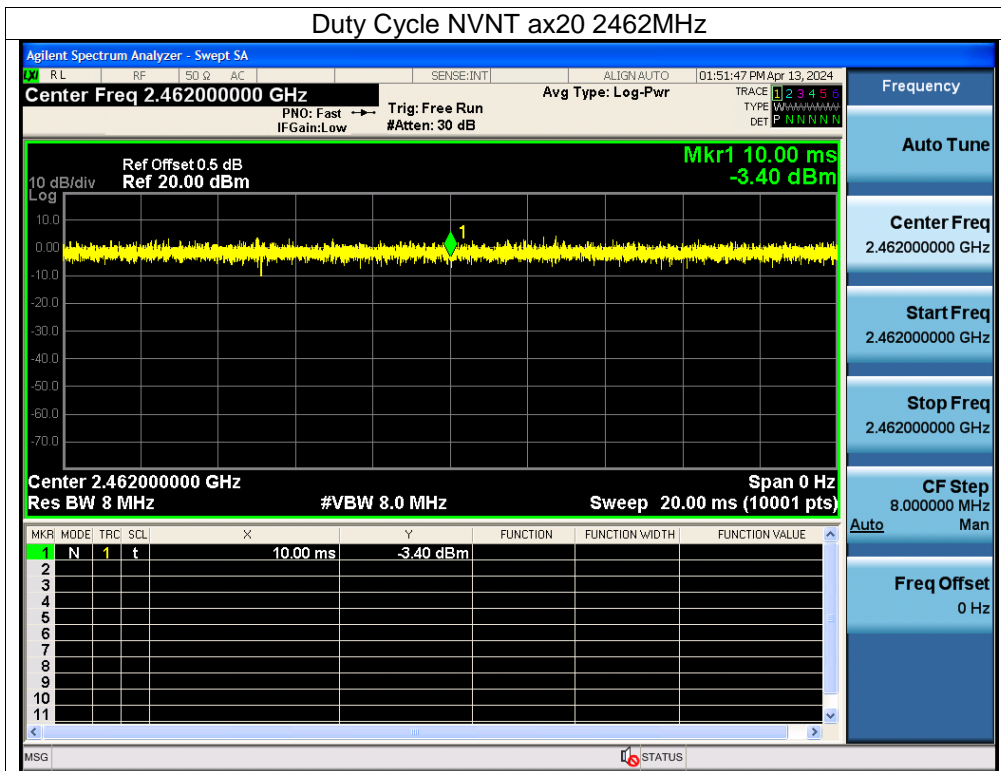 Duty Cycle NVNT ax20 2462MHz
Agilent Spectrum Analyzer - Swept SA
LXI RL RF 50 Ω AC SENSE:INT ALIGN AUTO 01:51:47 PM Apr 13, 2024
Center Freq 2.462000000 GHz Avg Type: Log-Pwr TRACE 1 2 3 4 5 6
PNO: Fast Trig: Free Run TYPE WWWWWW
IFGain:Low #Atten: 30 dB DET P N N N N N
Mkr1 10.00 ms
-3.40 dBm
Ref Offset 0.5 dB
10 dB/div Ref 20.00 dBm
Log
10.0
0.00
-10.0
-20.0
-30.0
-40.0
-50.0
-60.0
-70.0
1
Center 2.462000000 GHz Span 0 Hz
Res BW 8 MHz #VBW 8.0 MHz Sweep 20.00 ms (10001 pts)
MKR MODE TRC SCL X Y FUNCTION FUNCTION WIDTH FUNCTION VALUE
1 N 1 t 10.00 ms -3.40 dBm
2
3
4
5
6
7
8
9
10
11
MSG STATUS
Frequency
Auto Tune
Center Freq
2.462000000 GHz
Start Freq
2.462000000 GHz
Stop Freq
2.462000000 GHz
CF Step
8.000000 MHz
Auto Man
Freq Offset
0 Hz